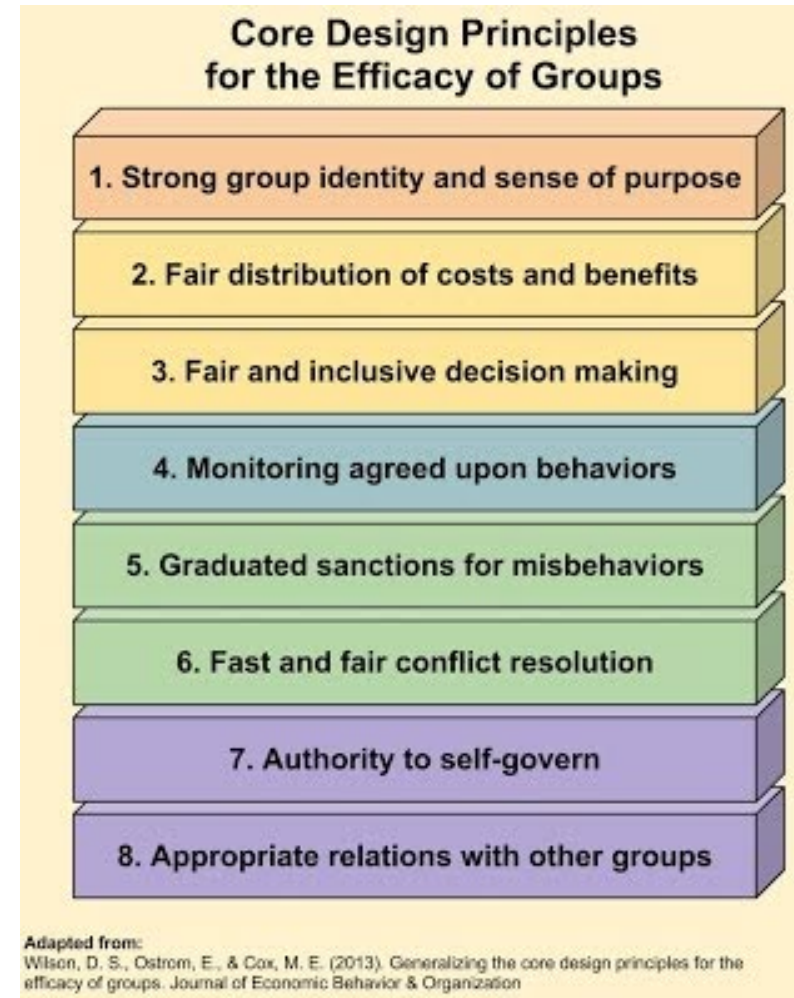 Core Design Principles
for the Efficacy of Groups
1. Strong group identity and sense of purpose
2. Fair distribution of costs and benefits
3. Fair and inclusive decision making
4. Monitoring agreed upon behaviors
5. Graduated sanctions for misbehaviors
6. Fast and fair conflict resolution
7. Authority to self-govern
8. Appropriate relations with other groups
Adapted from:
Wilson, D. S., Ostrom, E., & Cox, M. E. (2013). Generalizing the core design principles for the
efficacy of groups. Journal of Economic Behavior & Organization